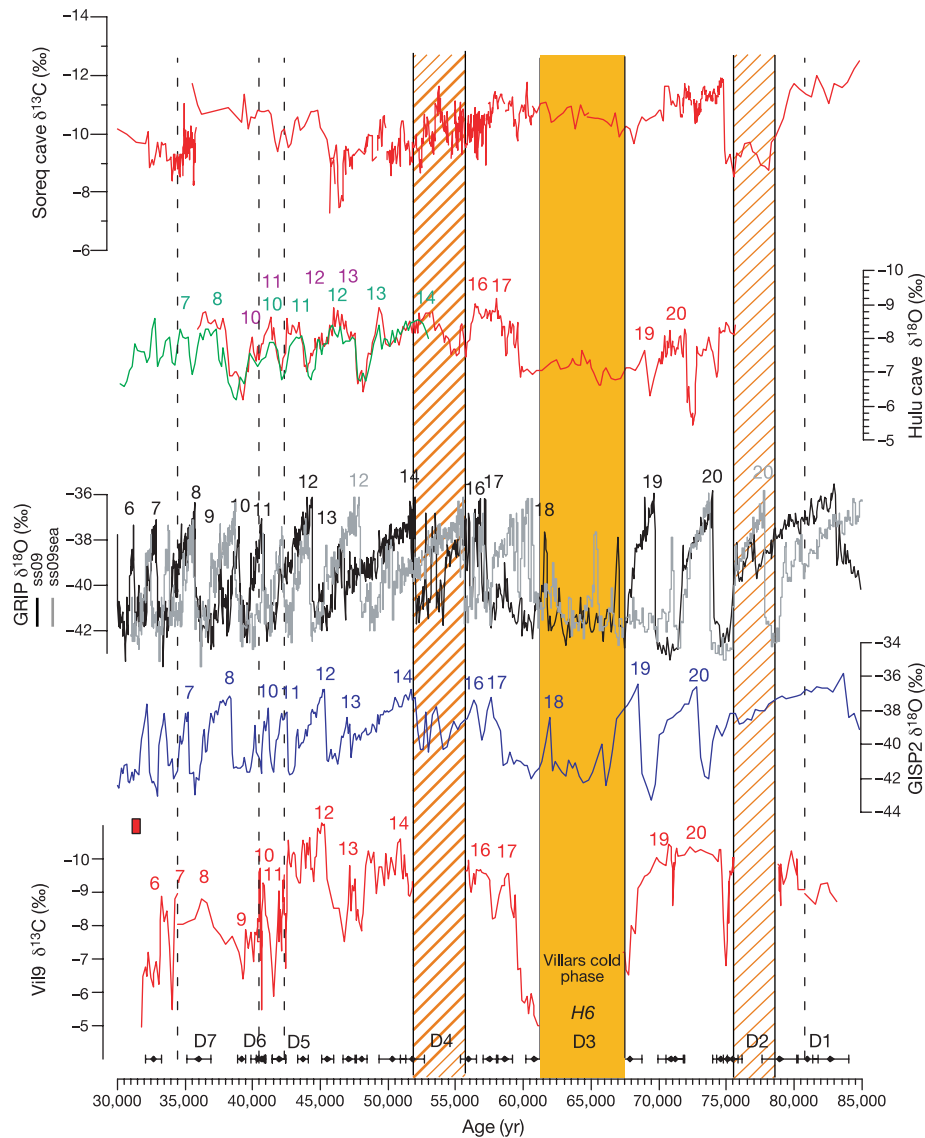 −14
−12
−10
−8
−6
Soreq cave δ13C (‰)
−10
−9
−8
−7
−6
−5
Hulu cave δ18O (‰)
7 8 10 11 10 11 12 12 13 13 14 16 17 19 20
−36
−38
−40
−42
GRIP δ18O (‰)
ss09
ss09sea
6 7 8 9 10 11 12 13 12 14 16 17 18 19 20 20
−34
−36
−38
−40
−42
−44
GISP2 δ18O (‰)
7 8 10 11 12 13 14 16 17 18 19 20
−10
−9
−8
−7
−6
−5
Vil9 δ13C (‰)
6 7 8 9 10 11 12 13 14 16 17 19 20
Villars cold
phase
H6
D7 D6 D5 D4 D3 D2 D1
30,000 35,000 40,000 45,000 50,000 55,000 60,000 65,000 70,000 75,000 80,000 85,000
Age (yr)